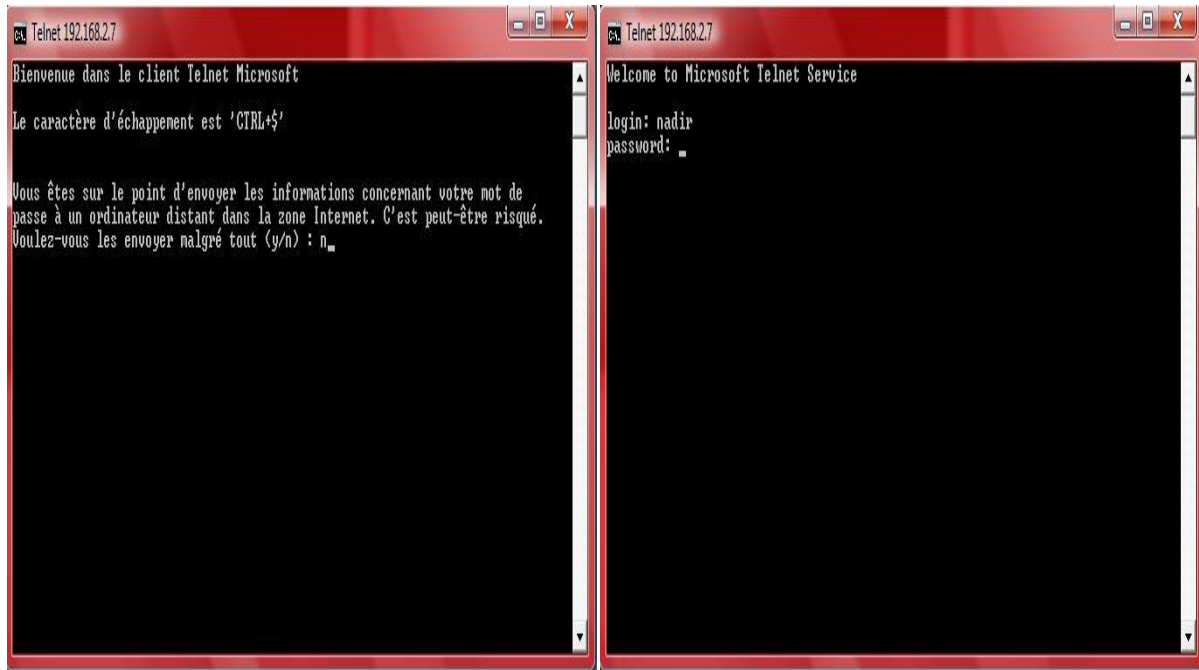 Telnet 192.168.2.7
Bienvenue dans le client Telnet Microsoft
Le caractère d'échappement est 'CTRL+$'
Vous êtes sur le point d'envoyer les informations concernant votre mot de
passe à un ordinateur distant dans la zone Internet. C'est peut-être risqué.
Voulez-vous les envoyer malgré tout (y/n) : n_
Telnet 192.168.2.7
Welcome to Microsoft Telnet Service
login: nadir
password: _